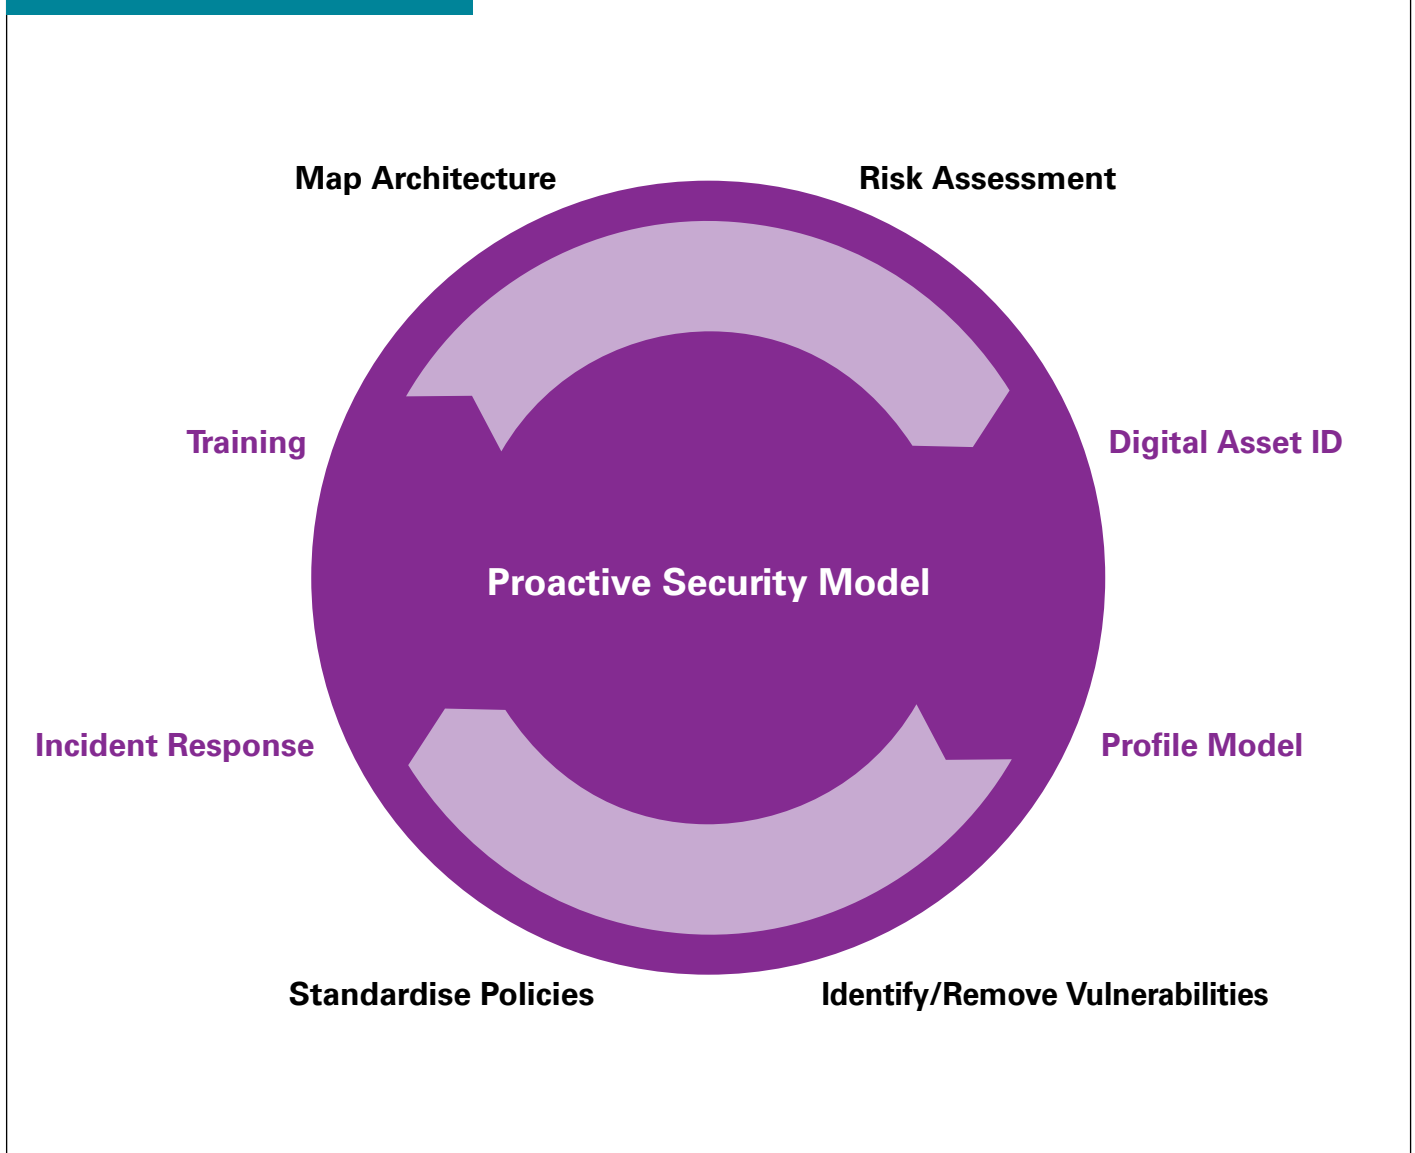 Map Architecture
Risk Assessment
Training
Digital Asset ID
Proactive Security Model
Incident Response
Profile Model
Standardise Policies
Identify/Remove Vulnerabilities